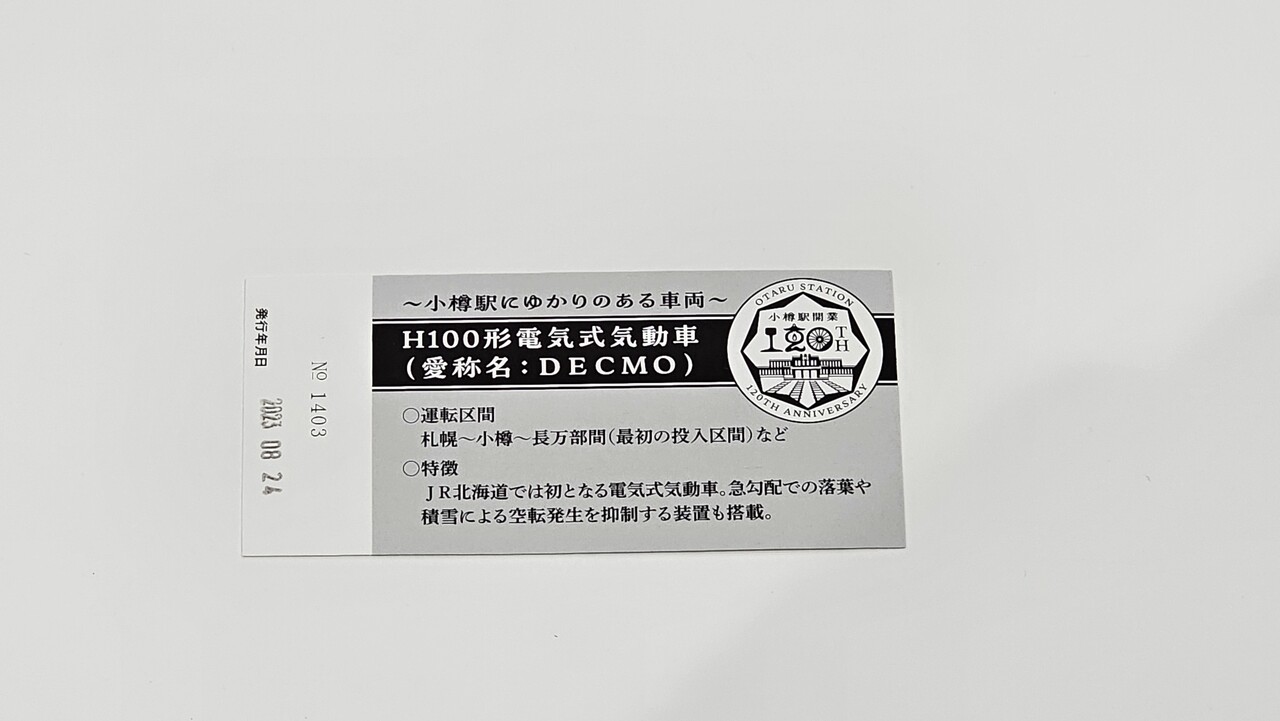 発行年月日
2023 08 24
№ 1403
～小樽駅にゆかりのある車両～
H100形電気式気動車
(愛称名：DECMO)
○運転区間
札幌～小樽～長万部間(最初の投入区間)など
○特徴
JR北海道では初となる電気式気動車。急勾配での落葉や
積雪による空転発生を抑制する装置も搭載。
OTARU STATION
小樽駅開業
120TH
120TH ANNIVERSARY